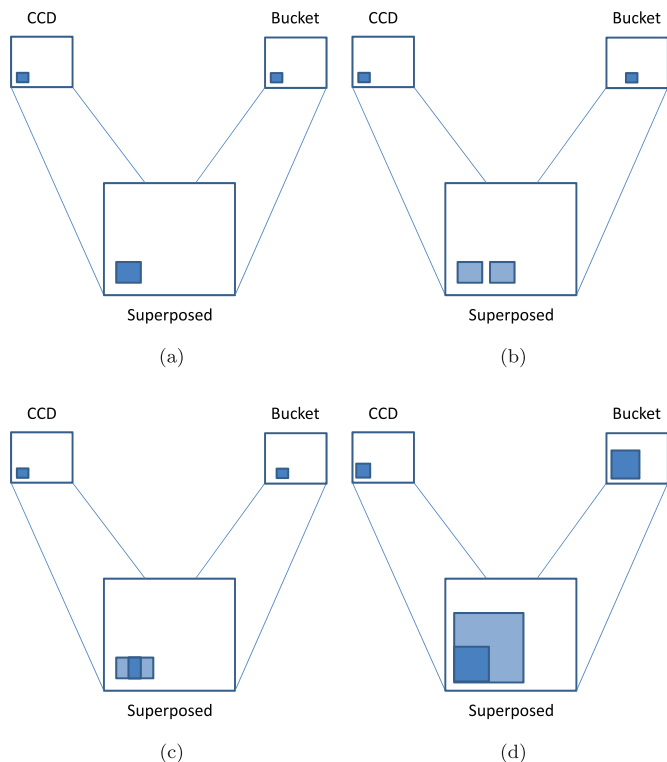 CCD Bucket
Superposed
(a)
CCD Bucket
Superposed
(b)
CCD Bucket
Superposed
(c)
CCD Bucket
Superposed
(d)